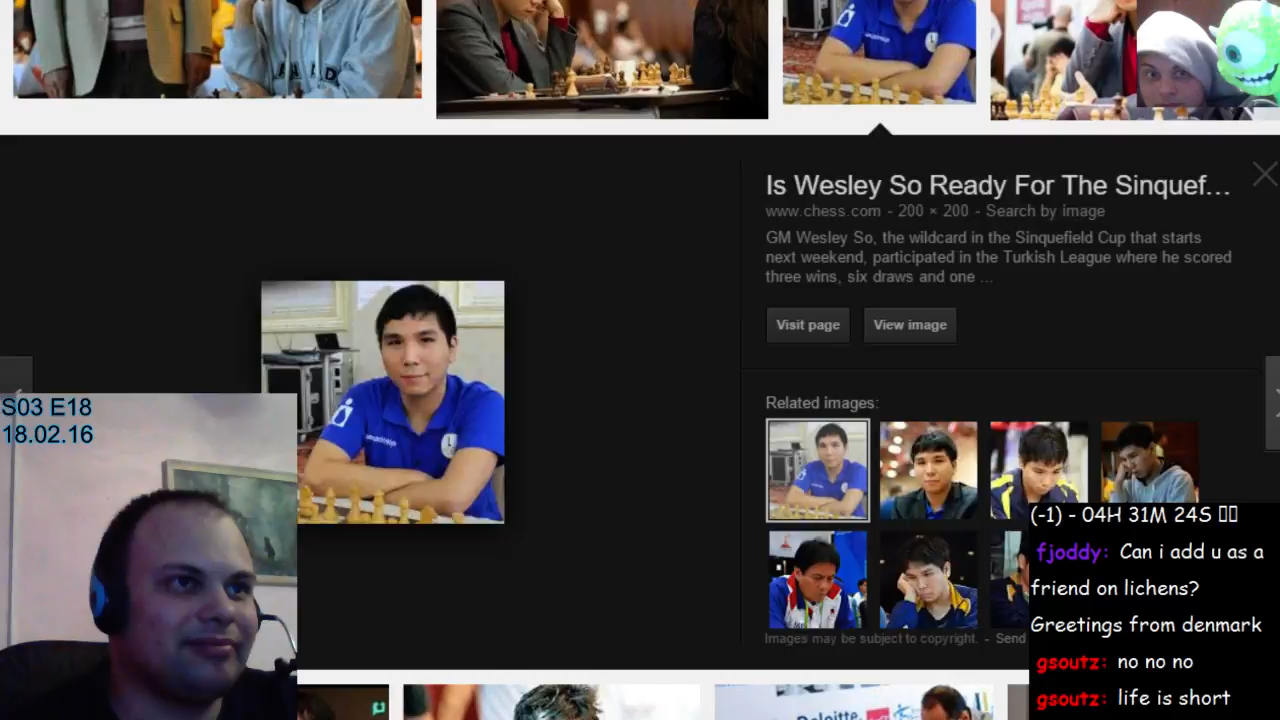 Is Wesley So Ready For The Sinquef...
www.chess.com - 200 × 200 - Search by image
GM Wesley So, the wildcard in the Sinquefield Cup that starts
next weekend, participated in the Turkish League where he scored
three wins, six draws and one ...
Visit page
View image
Related images:
S03 E18
18.02.16
(-1) - 04H 31M 24S
fjoddy: Can i add u as a
friend on lichens?
Greetings from denmark
gsoutz: no no no
gsoutz: life is short
Images may be subject to copyright. - Send
Deloitte.